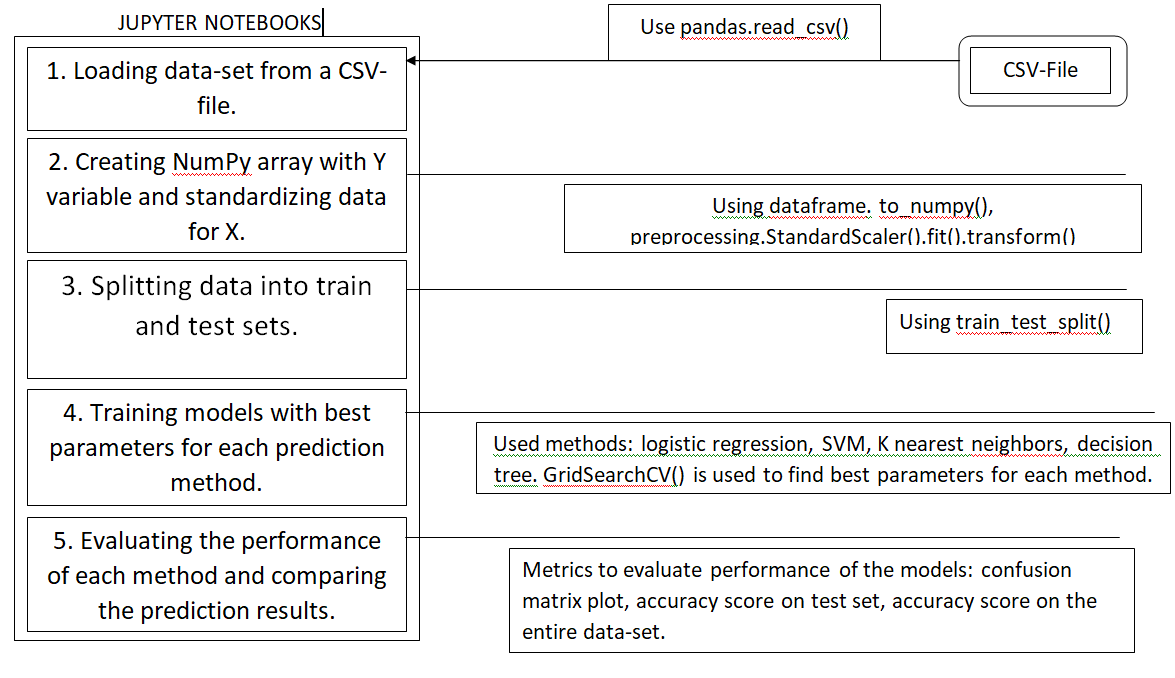 JUPYTER NOTEBOOKS
Use pandas.read_csv()
CSV-File
1. Loading data-set from a CSV-
file.
2. Creating NumPy array with Y
variable and standardizing data
for X.
Using dataframe. to_numpy(),
preprocessing.StandardScaler().fit().transform()
3. Splitting data into train
and test sets.
Using train_test_split()
4. Training models with best
parameters for each prediction
method.
Used methods: logistic regression, SVM, K nearest neighbors, decision
tree. GridSearchCV() is used to find best parameters for each method.
5. Evaluating the performance
of each method and comparing
the prediction results.
Metrics to evaluate performance of the models: confusion
matrix plot, accuracy score on test set, accuracy score on the
entire data-set.